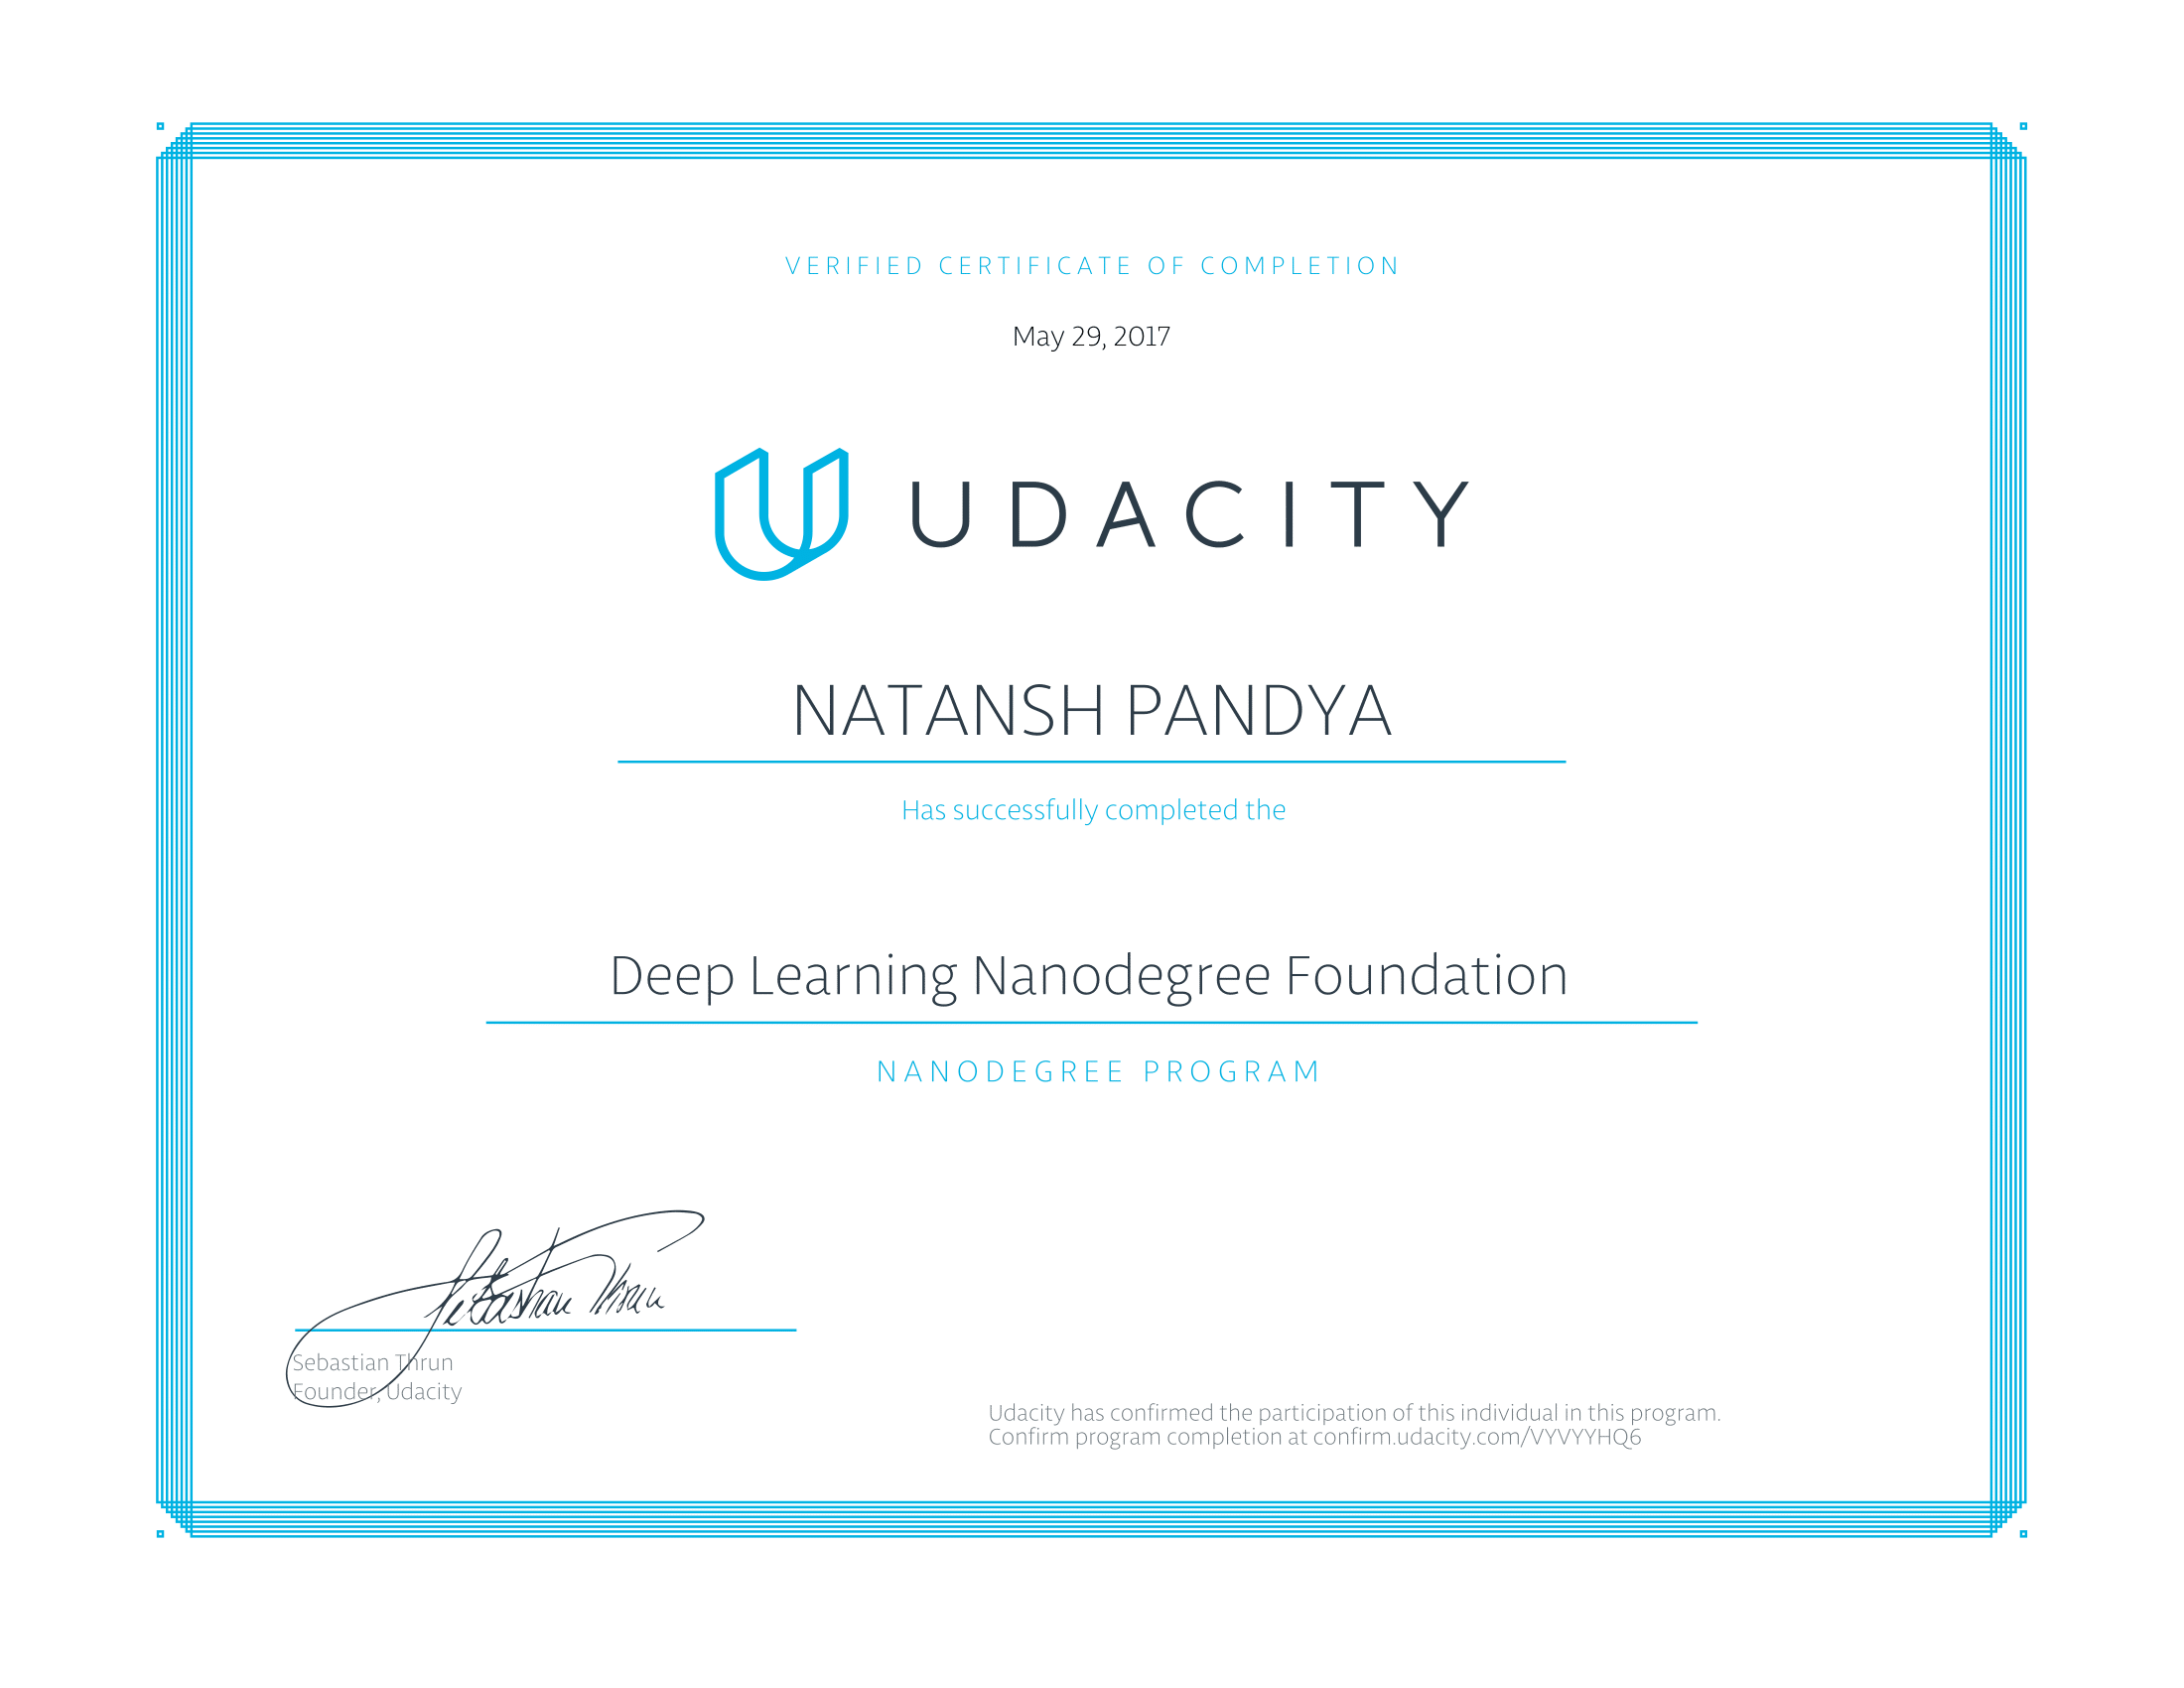 VERIFIED CERTIFICATE OF COMPLETION
May 29, 2017
UDACITY
NATANSH PANDYA
Has successfully completed the
Deep Learning Nanodegree Foundation
NANODEGREE PROGRAM
Sebastian Thrun
Sebastian Thrun
Founder, Udacity
Udacity has confirmed the participation of this individual in this program.
Confirm program completion at confirm.udacity.com/VYVYYHQ6